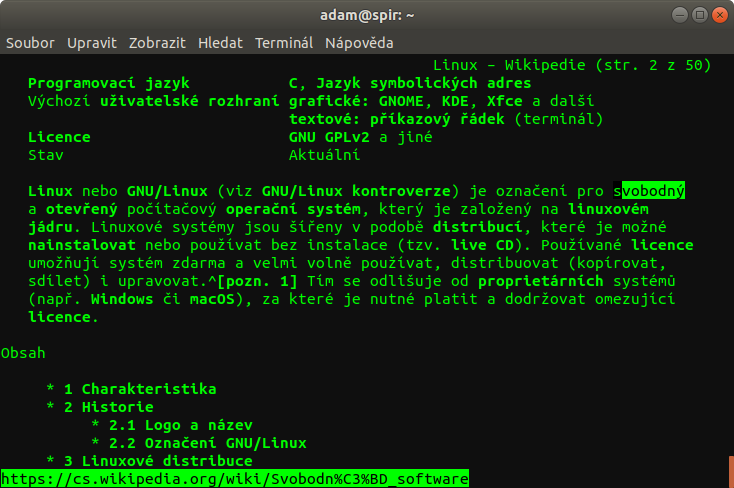 adam@spir: ~
Soubor Upravit Zobrazit Hledat Terminál Nápověda
Linux – Wikipedie (str. 2 z 50)
Programovací jazyk C, Jazyk symbolických adres
Výchozí uživatelské rozhraní grafické: GNOME, KDE, Xfce a další
textové: příkazový řádek (terminál)
Licence GNU GPLv2 a jiné
Stav Aktuální
Linux nebo GNU/Linux (viz GNU/Linux kontroverze) je označení pro svobodný
a otevřený počítačový operační systém, který je založený na linuxovém
jádru. Linuxové systémy jsou šířeny v podobě distribucí, které je možné
nainstalovat nebo používat bez instalace (tzv. live CD). Používané licence
umožňují systém zdarma a velmi volně používat, distribuovat (kopírovat,
sdílet) i upravovat.^[pozn. 1] Tím se odlišuje od proprietárních systémů
(např. Windows či macOS), za které je nutné platit a dodržovat omezující
licence.
Obsah
* 1 Charakteristika
* 2 Historie
* 2.1 Logo a název
* 2.2 Označení GNU/Linux
* 3 Linuxové distribuce
https://cs.wikipedia.org/wiki/Svobodn%C3%BD_software